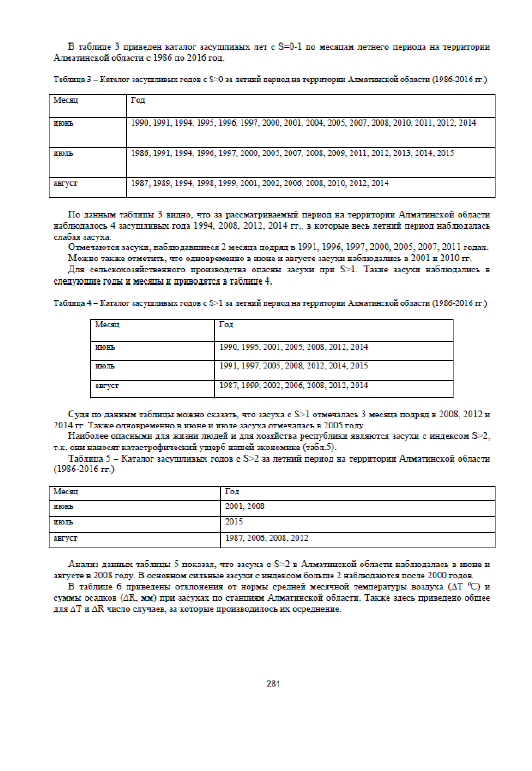 В таблице 3 приведен каталог засушливых лет с S=0-1 по месяцам летнего периода на территории
Алматинской области с 1986 по 2016 год.
Таблица 3 – Каталог засушливых годов с S>0 за летний период на территории Алматинской области (1986-2016 гг.)
Месяц Год
июнь 1990, 1991, 1994, 1995, 1996, 1997, 2000, 2001, 2004, 2005, 2007, 2008, 2010, 2011, 2012, 2014
июль 1986, 1991, 1994, 1996, 1997, 2000, 2005, 2007, 2008, 2009, 2011, 2012, 2013, 2014, 2015
август 1987, 1989, 1994, 1998, 1999, 2001, 2002, 2006, 2008, 2010, 2012, 2014
По данным таблицы 3 видно, что за рассматриваемый период на территории Алматинской области
наблюдалось 4 засушливых года 1994, 2008, 2012, 2014 гг., в которые весь летний период наблюдалась
слабая засуха.
Отмечаются засухи, наблюдавшиеся 2 месяца подряд в 1991, 1996, 1997, 2000, 2005, 2007, 2011 годах.
Можно также отметить, что одновременно в июне и августе засухи наблюдались в 2001 и 2010 гг.
Для сельскохозяйственного производства опасны засухи при S>1. Такие засухи наблюдались в
следующие годы и месяцы и приводятся в таблице 4.
Таблица 4 – Каталог засушливых годов с S>1 за летний период на территории Алматинской области (1986-2016 гг.)
Месяц Год
июнь 1990, 1995, 2001, 2005, 2008, 2012, 2014
июль 1991, 1997, 2005, 2008, 2012, 2014, 2015
август 1987, 1999, 2002, 2006, 2008, 2012, 2014
Судя по данным таблицы можно сказать, что засуха с S>1 отмечалась 3 месяца подряд в 2008, 2012 и
2014 гг. Также одновременно в июне и июле засуха отмечалась в 2005 году.
Наиболее опасными для жизни людей и для хозяйства республики являются засухи с индексом S>2,
т.к. они наносят катастрофический ущерб нашей экономике (табл.5).
Таблица 5 – Каталог засушливых годов с S>2 за летний период на территории Алматинской области
(1986-2016 гг.)
Месяц Год
июнь 2001, 2008
июль 2015
август 1987, 2006, 2008, 2012
Анализ данных таблицы 5 показал, что засуха с S>2 в Алматинской области наблюдалась в июне и
августе в 2008 году. В основном сильные засухи с индексом больше 2 наблюдаются после 2000 годов.
В таблице 6 приведены отклонения от нормы средней месячной температуры воздуха (ΔT ⁰C) и
суммы осадков (ΔR, мм) при засухах по станциям Алматинской области. Также здесь приведено общее
для ΔT и ΔR число случаев, за которые производилось их осреднение.
281